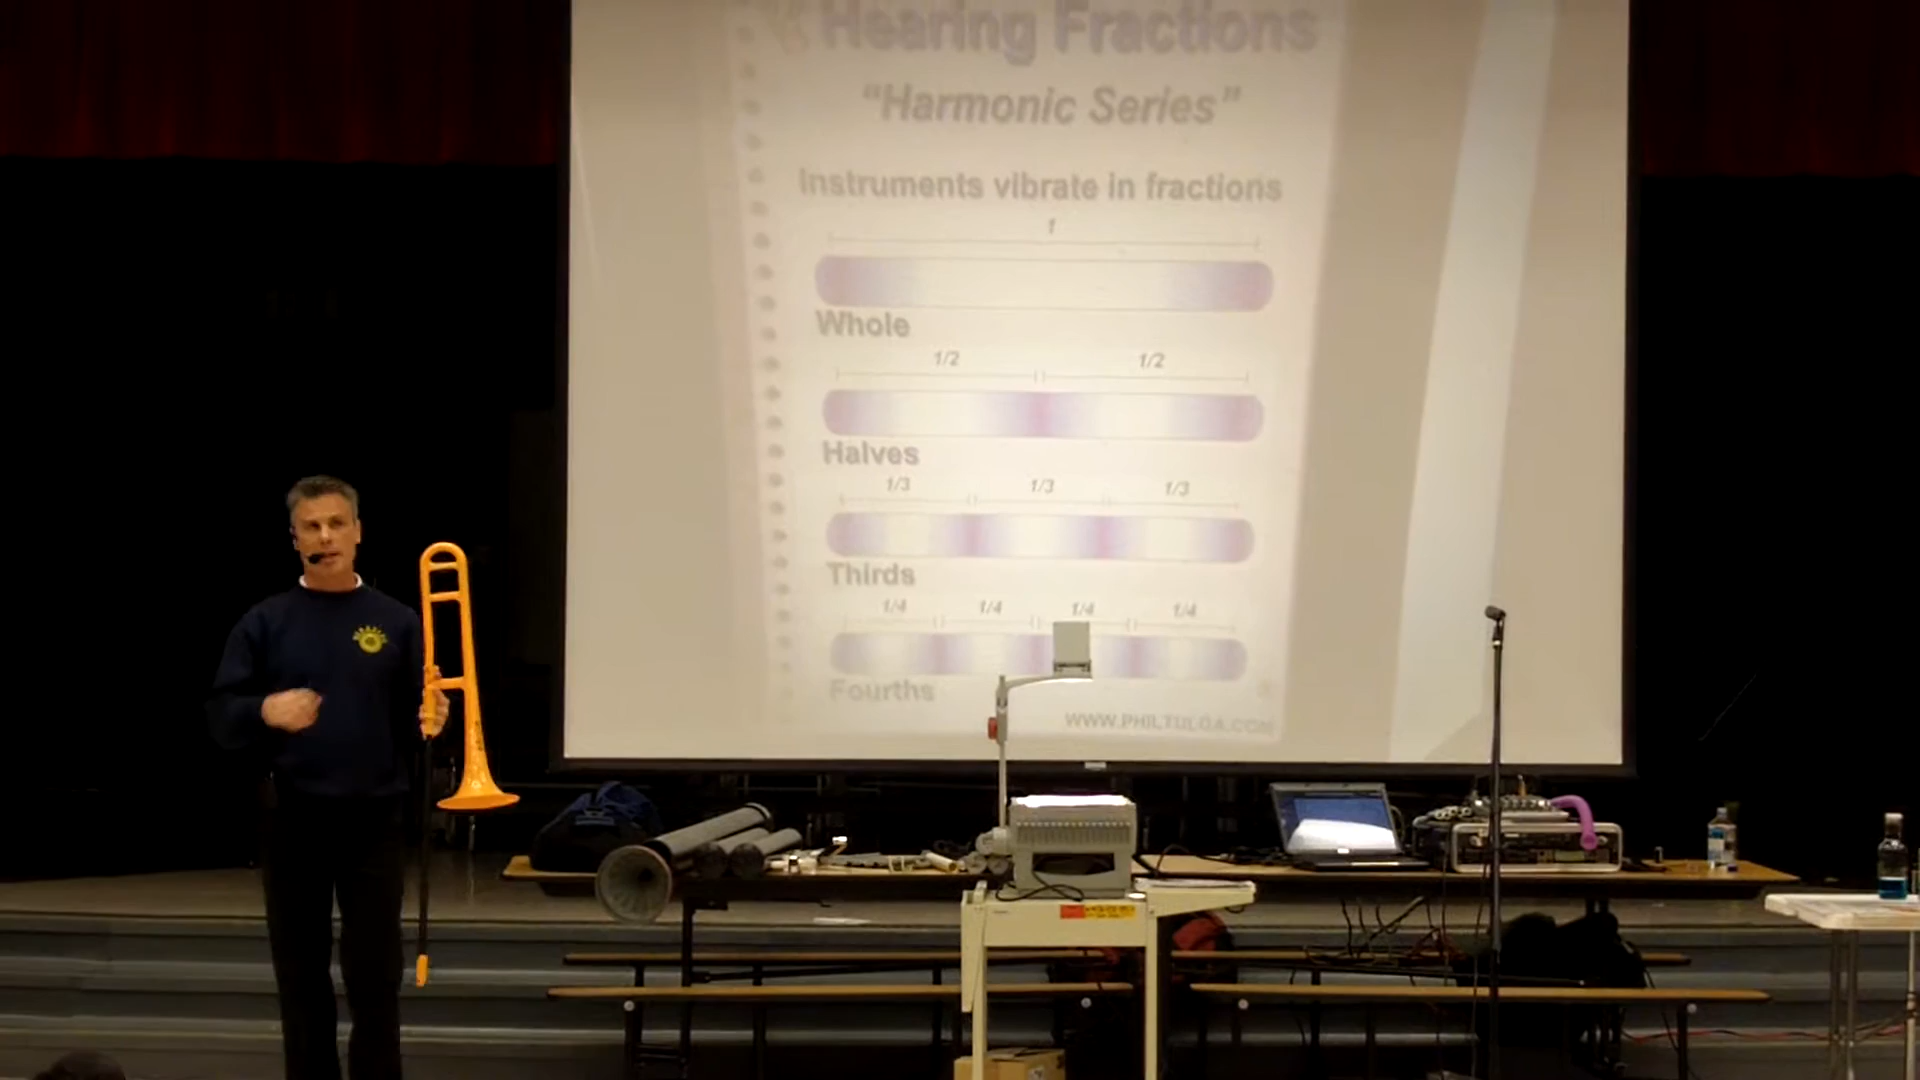 Hearing Fractions
“Harmonic Series”
Instruments vibrate in fractions
1
Whole
1/2 1/2
Halves
1/3 1/3 1/3
Thirds
1/4 1/4 1/4 1/4
Fourths
WWW.PHILTULGA.COM